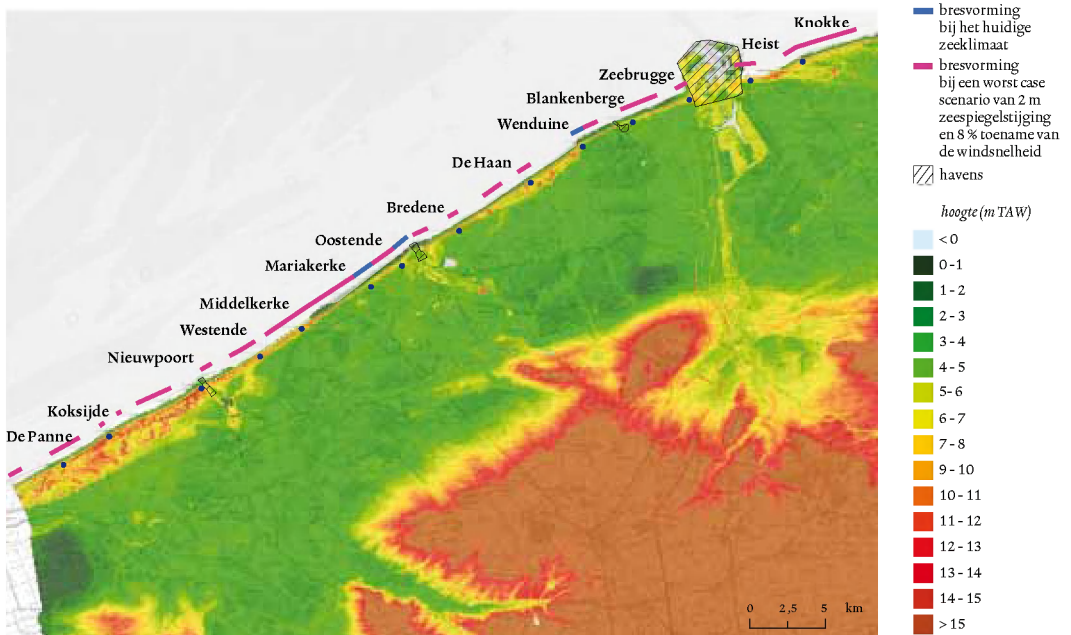 Knokke
Heist
Zeebrugge
Blankenberge
Wenduine
De Haan
Bredene
Oostende
Mariakerke
Middelkerke
Westende
Nieuwpoort
Koksijde
De Panne
0 2,5 5 km
bresvorming
bij het huidige
zeeklimaat
bresvorming
bij een worst case
scenario van 2 m
zeespiegelstijging
en 8 % toename van
de windsnelheid
havens
hoogte (m TAW)
< 0
0 - 1
1 - 2
2 - 3
3 - 4
4 - 5
5 - 6
6 - 7
7 - 8
9 - 10
10 - 11
11 - 12
12 - 13
13 - 14
14 - 15
> 15